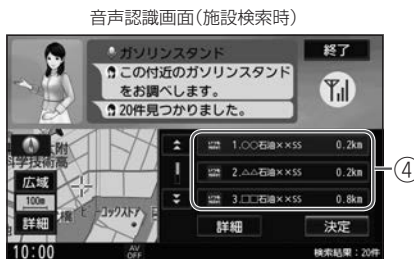 音声認識画面(施設検索時)
ガソリンスタンド
終了
この付近のガソリンスタンド
をお調べします。
20件見つかりました。
1.○○石油××SS 0.2km
2.△△石油××SS 0.2km
3.□□石油××SS 0.8km
④
広域
100m
詳細
詳細
決定
10:00
AV
OFF
検索結果：20件